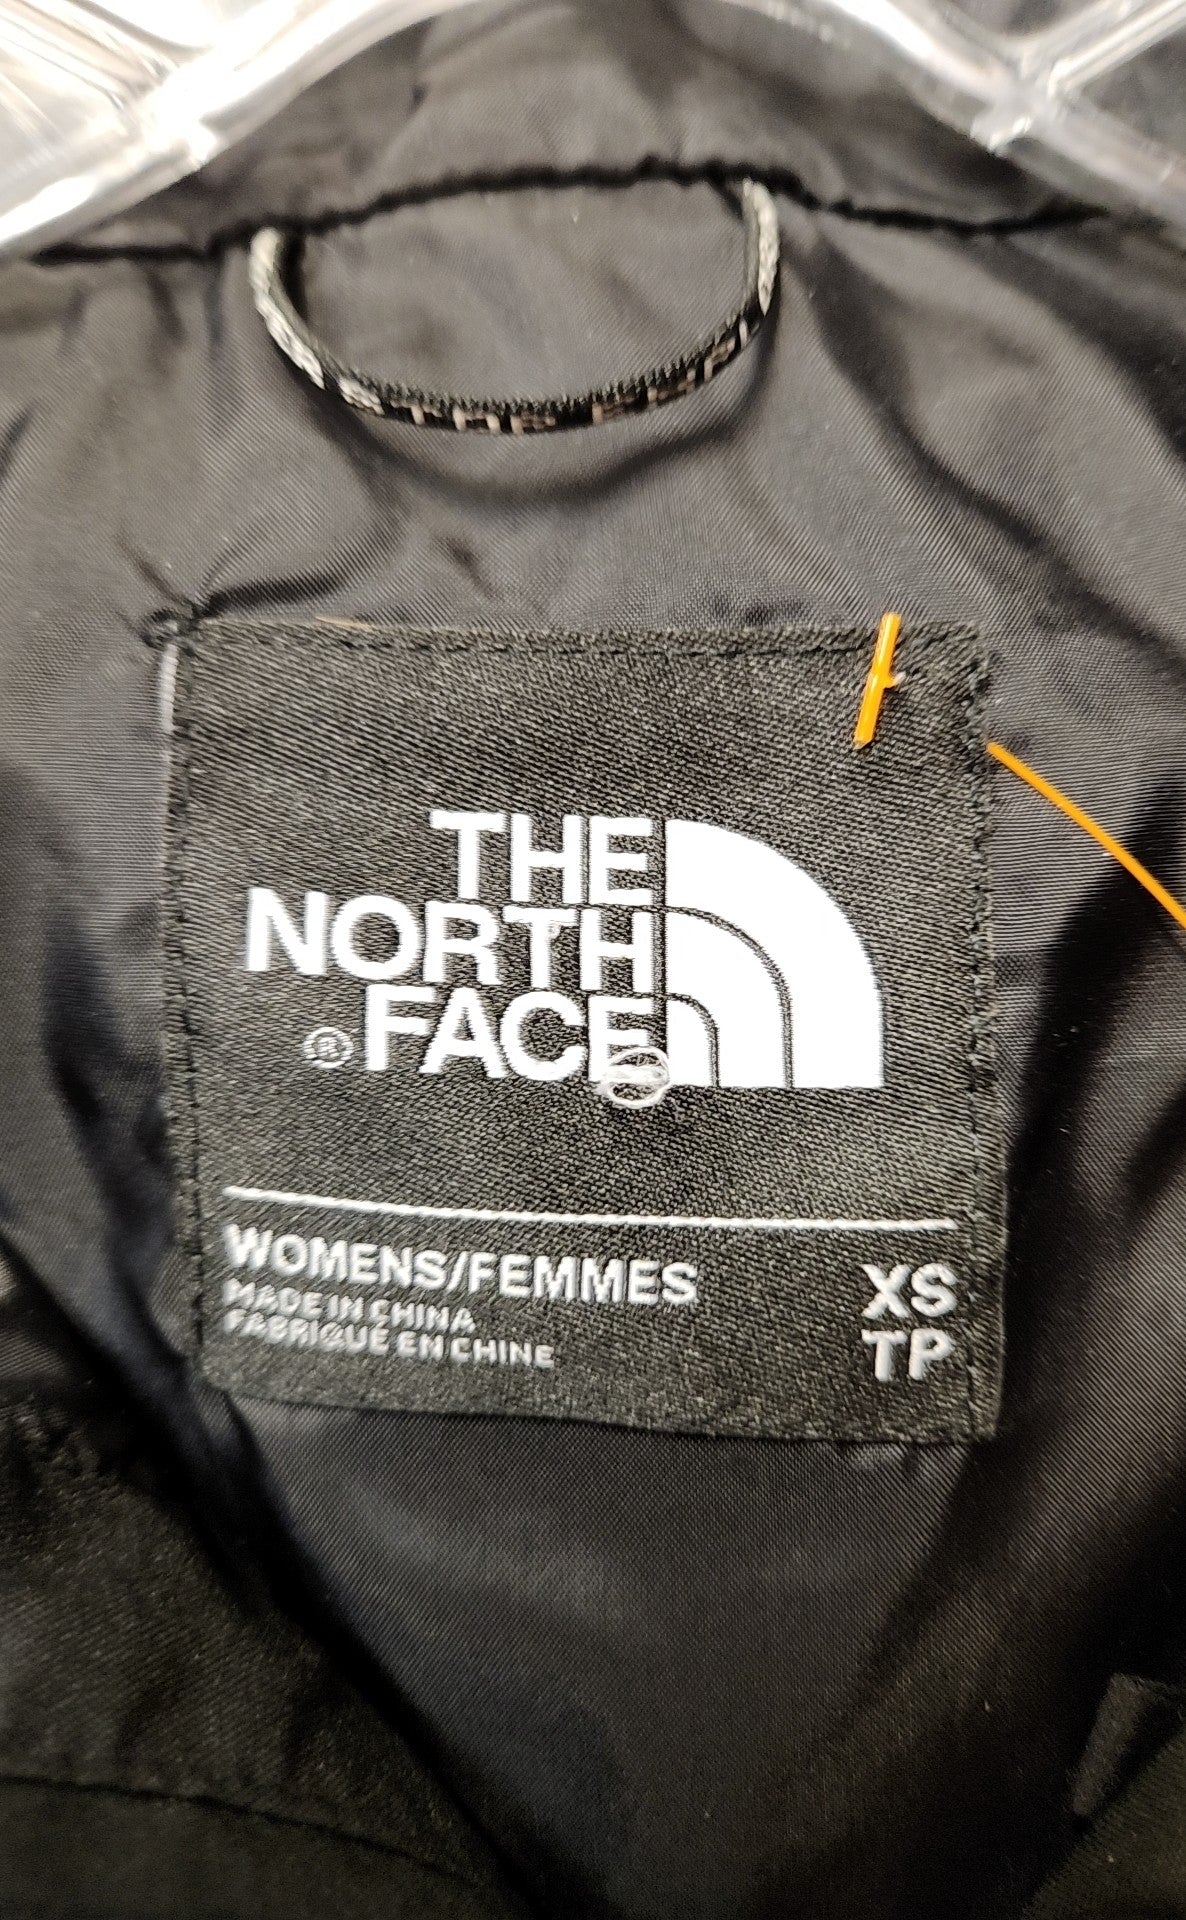 THE
NORTH
® FACE
WOMENS/FEMMES XS
MADE IN CHINA TP
FABRIQUÉ EN CHINE